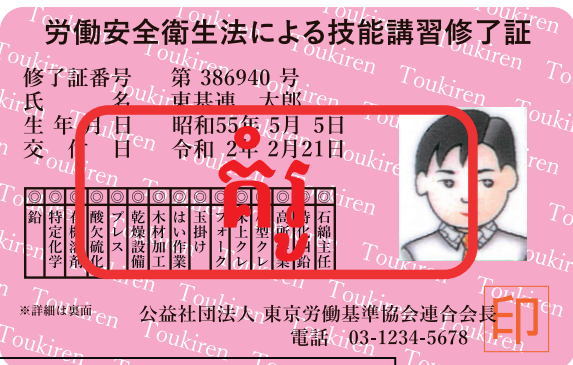 労働安全衛生法による技能講習修了証
修了証番号 第 386940 号
氏名 東基連 太郎
生年月日 昭和55年 5月 5日
交付日 令和 2年 2月21日
គំរូ
石綿主任
玉掛け
はい作業
木材加工
乾燥設備
プレス
酸欠硫化
特定化学
鉛
※詳細は裏面
公益社団法人 東京労働基準協会連合会長
印
電話 03-1234-5678
Toukiren